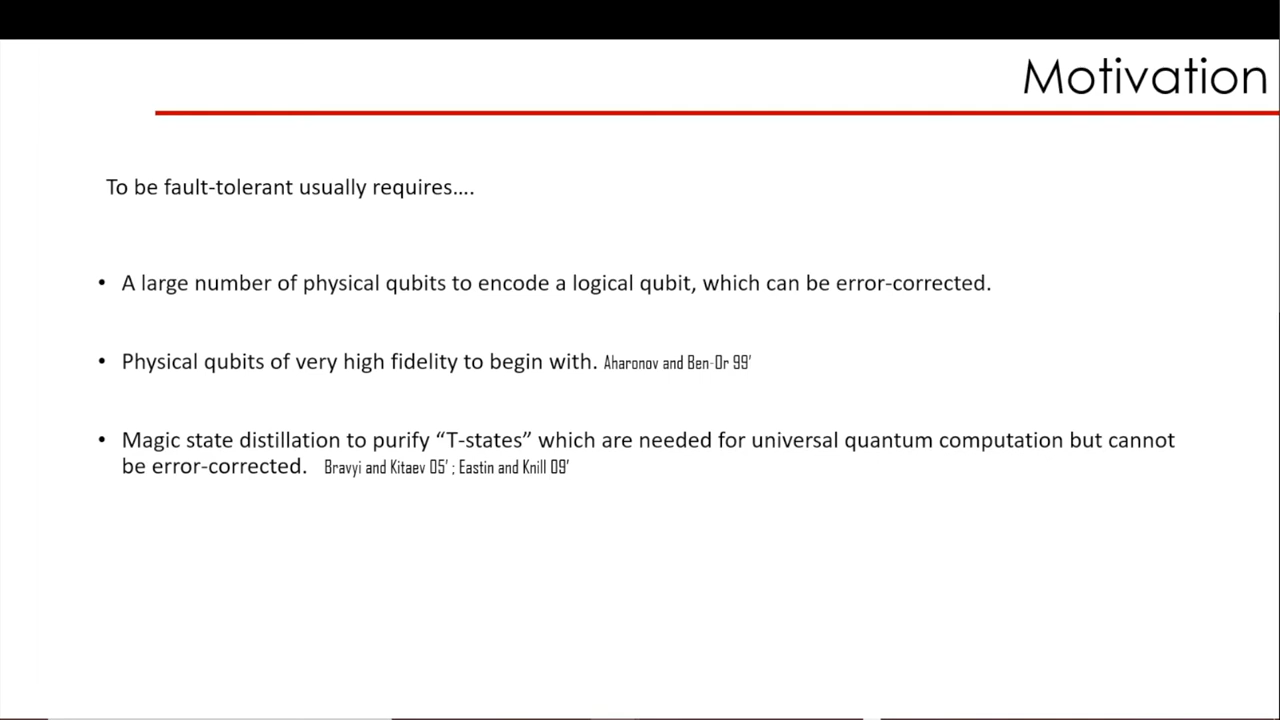 Motivation
To be fault-tolerant usually requires….
• A large number of physical qubits to encode a logical qubit, which can be error-corrected.
• Physical qubits of very high fidelity to begin with. Aharonov and Ben-Or 99’
• Magic state distillation to purify “T-states” which are needed for universal quantum computation but cannot
be error-corrected. Bravyi and Kitaev 05’ ; Eastin and Knill 09’